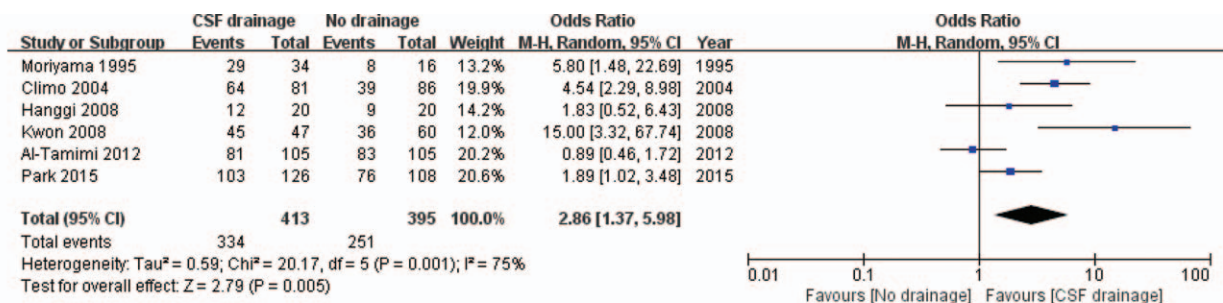 CSF drainage No drainage Odds Ratio Odds Ratio
Study or Subgroup Events Total Events Total Weight M-H, Random, 95% CI Year M-H, Random, 95% CI
Moriyama 1995 29 34 8 16 13.2% 5.80 [1.48, 22.69] 1995
Climo 2004 64 81 39 86 19.9% 4.54 [2.29, 8.98] 2004
Hanggi 2008 12 20 9 20 14.2% 1.83 [0.52, 6.43] 2008
Kwon 2008 45 47 36 60 12.0% 15.00 [3.32, 67.74] 2008
Al-Tamimi 2012 81 105 83 105 20.2% 0.89 [0.46, 1.72] 2012
Park 2015 103 126 76 108 20.6% 1.89 [1.02, 3.48] 2015
Total (95% CI) 413 395 100.0% 2.86 [1.37, 5.98]
Total events 334 251
Heterogeneity: Tau² = 0.59; Chi² = 20.17, df = 5 (P = 0.001); I² = 75%
Test for overall effect: Z = 2.79 (P = 0.005)
0.01 0.1 1 10 100
Favours [No drainage] Favours [CSF drainage]